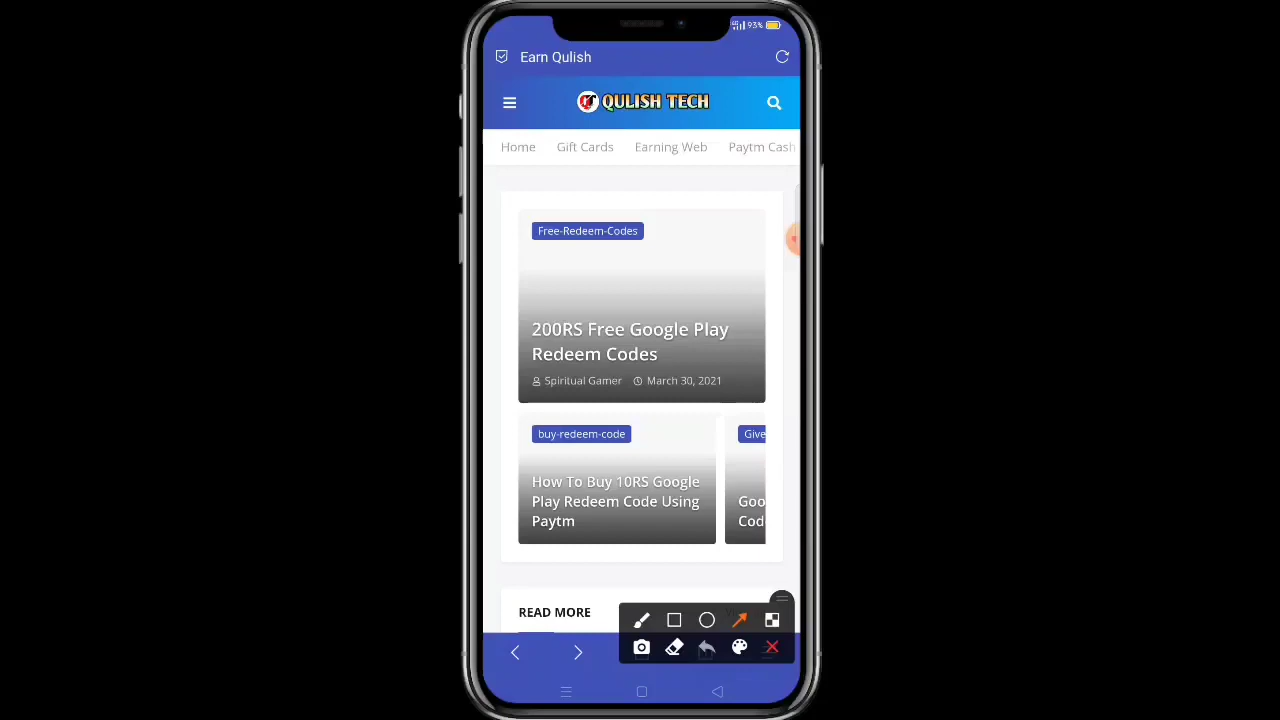 93%
Earn Qulish
QULISH TECH
Home Gift Cards Earning Web Paytm Cash
Free-Redeem-Codes
200RS Free Google Play
Redeem Codes
Spiritual Gamer March 30, 2021
buy-redeem-code
How To Buy 10RS Google
Play Redeem Code Using
Paytm
Give
Goo
Cod
READ MORE